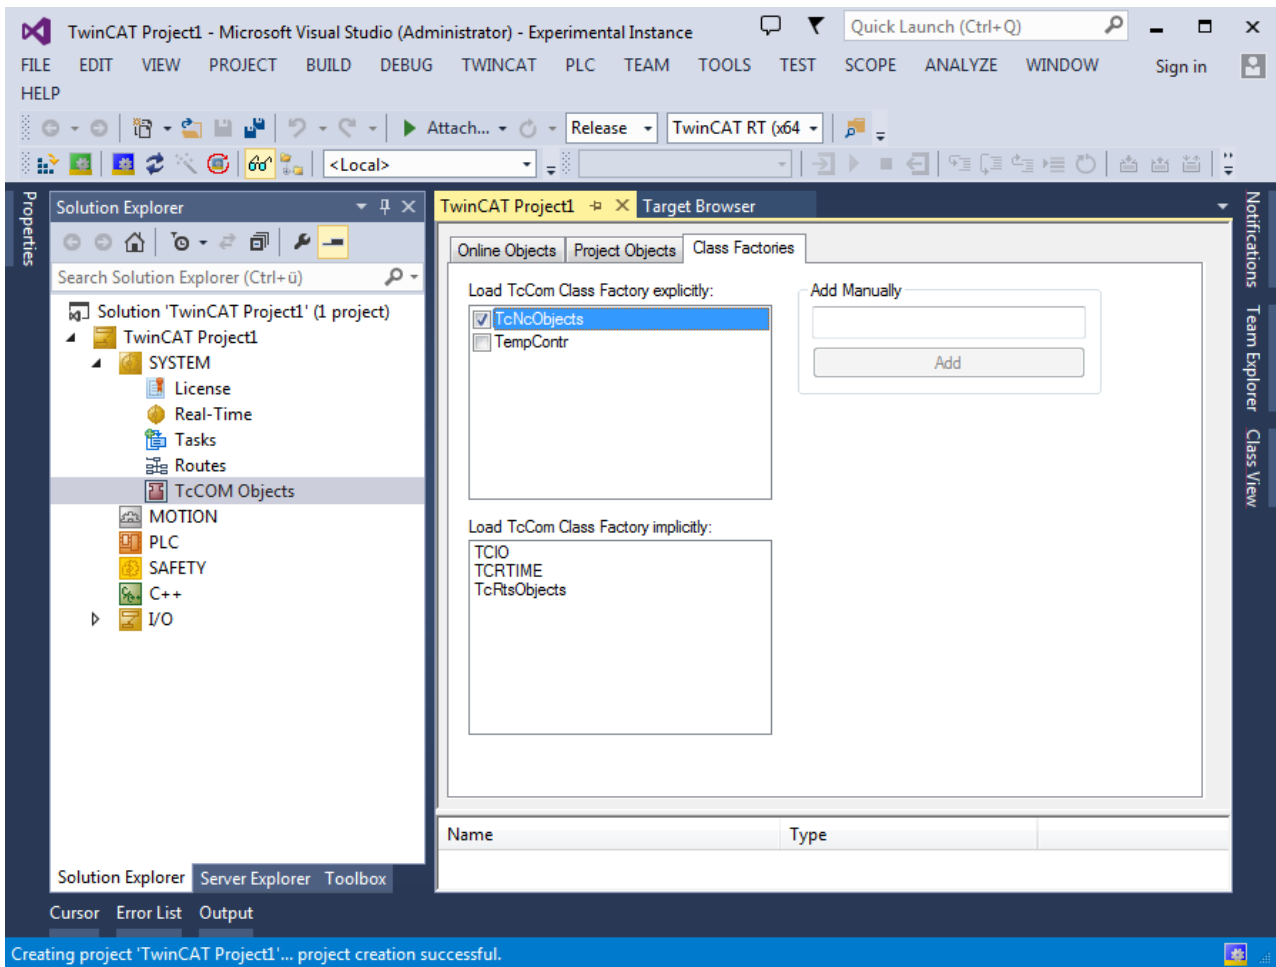 TwinCAT Project1 - Microsoft Visual Studio (Administrator) - Experimental Instance
Quick Launch (Ctrl+Q)
FILE EDIT VIEW PROJECT BUILD DEBUG TWINCAT PLC TEAM TOOLS TEST SCOPE ANALYZE WINDOW Sign in
HELP
Attach... Release TwinCAT RT (x64
<Local>
Properties
Solution Explorer
Search Solution Explorer (Ctrl+ü)
Solution 'TwinCAT Project1' (1 project)
TwinCAT Project1
SYSTEM
License
Real-Time
Tasks
Routes
TcCOM Objects
MOTION
PLC
SAFETY
C++
I/O
Solution Explorer Server Explorer Toolbox
TwinCAT Project1 Target Browser
Online Objects Project Objects Class Factories
Load TcCom Class Factory explicitly:
TcNcObjects
TempContr
Add Manually
Add
Load TcCom Class Factory implicitly:
TCIO
TCRTIME
TcRtsObjects
Name Type
Notifications
Team Explorer
Class View
Cursor Error List Output
Creating project 'TwinCAT Project1'... project creation successful.